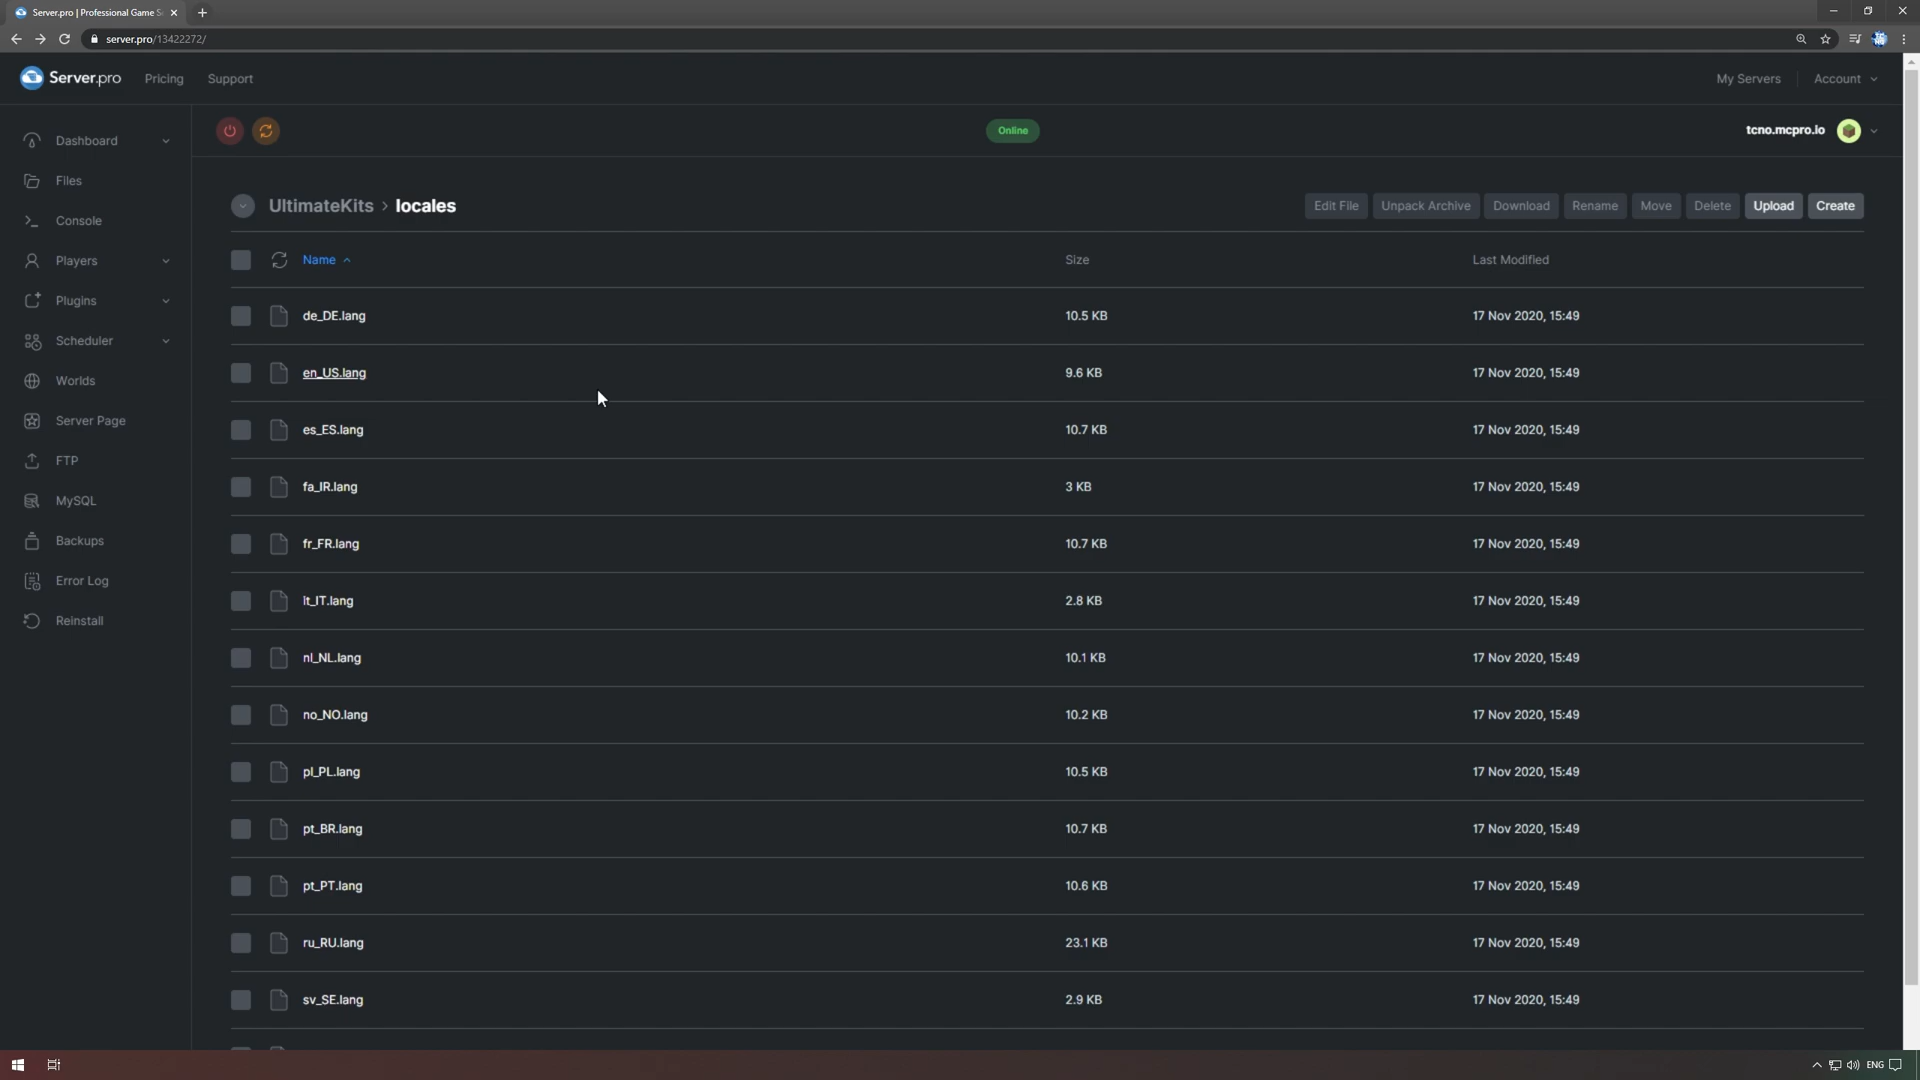 Server.pro | Professional Game S
server.pro/13422272/
Server.pro
Pricing
Support
My Servers
Account
Online
tcno.mcpro.io
Dashboard
Files
Console
Players
Plugins
Scheduler
Worlds
Server Page
FTP
MySQL
Backups
Error Log
Reinstall
UltimateKits > locales
Edit File
Unpack Archive
Download
Rename
Move
Delete
Upload
Create
Name Size Last Modified
de_DE.lang 10.5 KB 17 Nov 2020, 15:49
en_US.lang 9.6 KB 17 Nov 2020, 15:49
es_ES.lang 10.7 KB 17 Nov 2020, 15:49
fa_IR.lang 3 KB 17 Nov 2020, 15:49
fr_FR.lang 10.7 KB 17 Nov 2020, 15:49
it_IT.lang 2.8 KB 17 Nov 2020, 15:49
nl_NL.lang 10.1 KB 17 Nov 2020, 15:49
no_NO.lang 10.2 KB 17 Nov 2020, 15:49
pl_PL.lang 10.5 KB 17 Nov 2020, 15:49
pt_BR.lang 10.7 KB 17 Nov 2020, 15:49
pt_PT.lang 10.6 KB 17 Nov 2020, 15:49
ru_RU.lang 23.1 KB 17 Nov 2020, 15:49
sv_SE.lang 2.9 KB 17 Nov 2020, 15:49
ENG